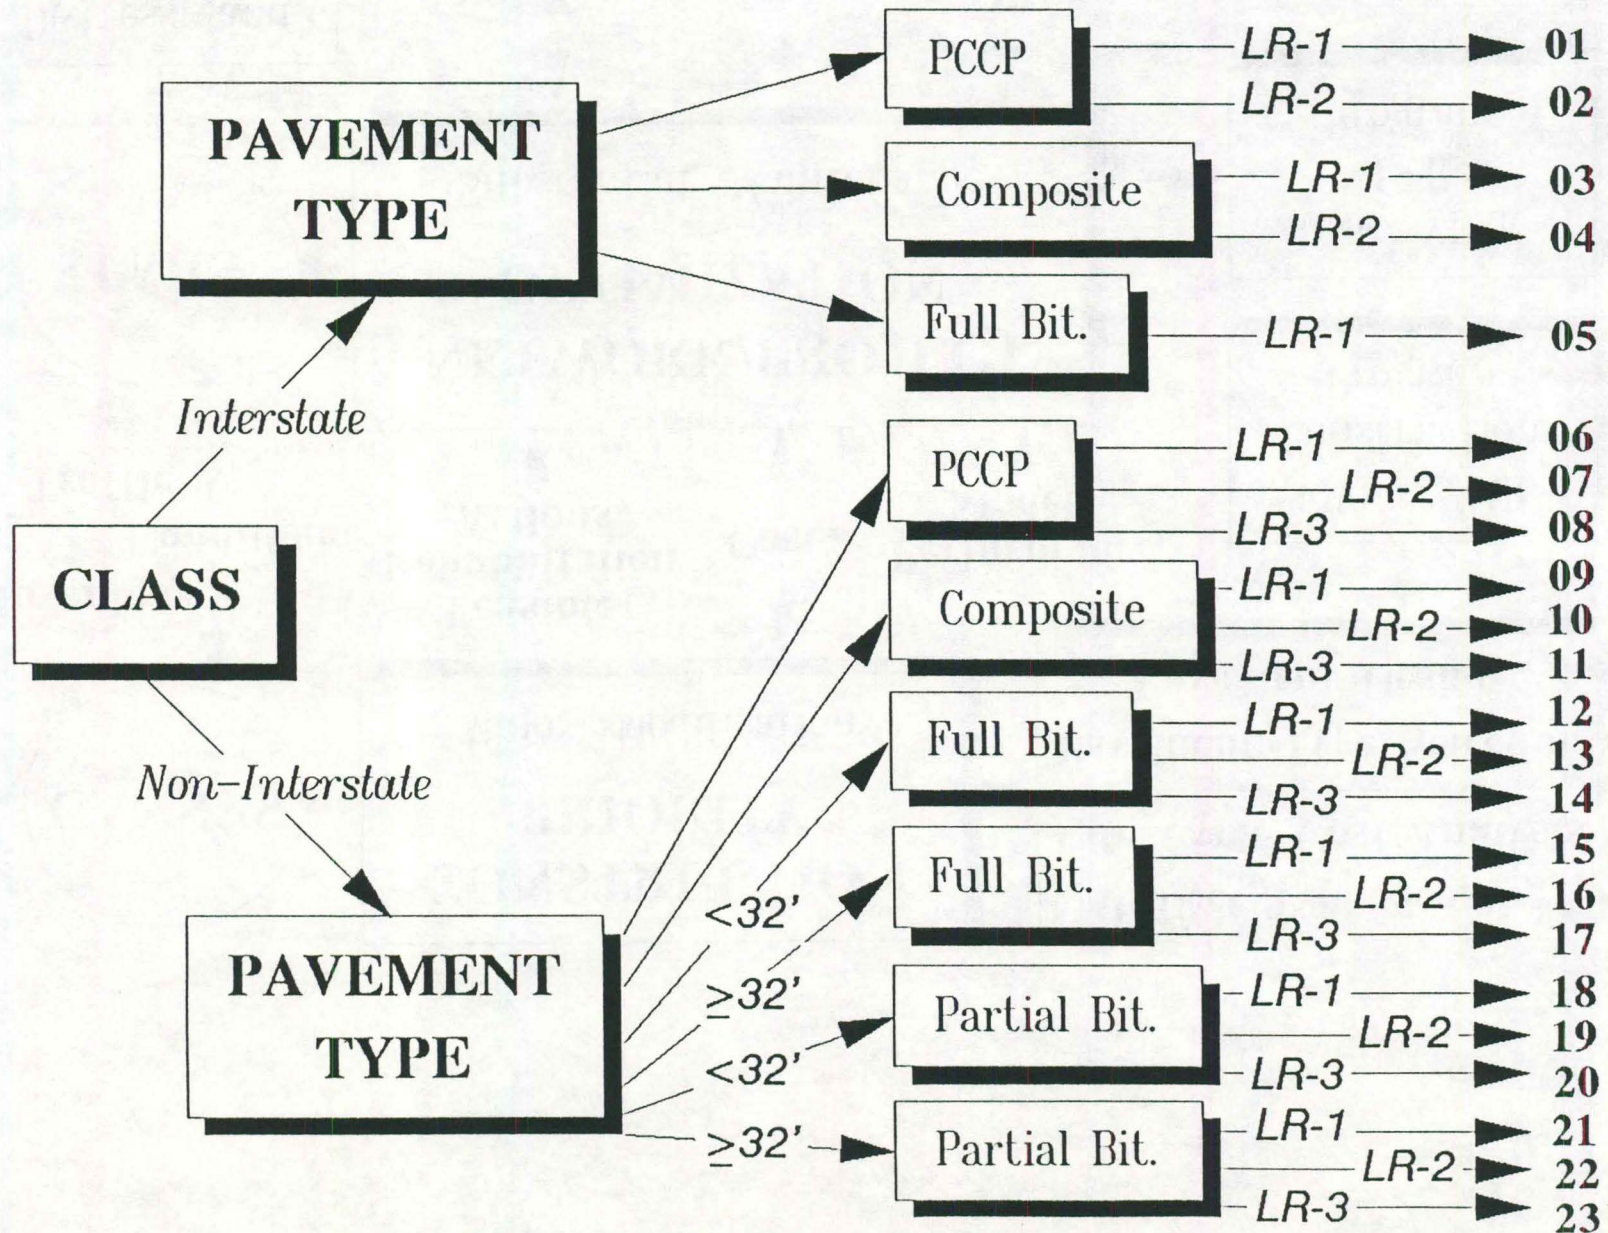 PCCP
LR-1 01
LR-2 02
PAVEMENT
TYPE
Composite
LR-1 03
LR-2 04
Full Bit.
LR-1 05
Interstate
PCCP
LR-1 06
LR-2 07
LR-3 08
CLASS
Composite
LR-1 09
LR-2 10
LR-3 11
Non-Interstate
<32'
Full Bit.
LR-1 12
LR-2 13
LR-3 14
≥32'
Full Bit.
LR-1 15
LR-2 16
LR-3 17
PAVEMENT
TYPE
<32'
Partial Bit.
LR-1 18
LR-2 19
LR-3 20
≥32'
Partial Bit.
LR-1 21
LR-2 22
LR-3 23